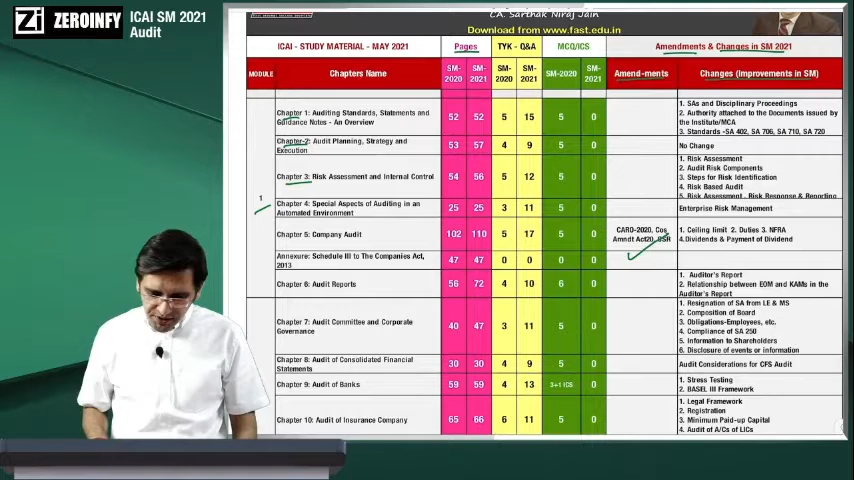 Zi ZEROINFY
ICAI SM 2021
Audit
CA. Sarthak Niraj Jain
Download from www.fast.edu.in
ICAI - STUDY MATERIAL - MAY 2021 Pages TYK - Q&A MCQ/ICS Amendments & Changes in SM 2021
MODULE Chapters Name SM-2020 SM-2021 SM-2020 SM-2021 SM-2020 SM-2021 Amend-ments Changes (Improvements in SM)
1
Chapter 1: Auditing Standards, Statements and
Guidance Notes - An Overview
52 52 5 15 5 0
1. SAs and Disciplinary Proceedings
2. Authority attached to the Documents issued by
the Institute/MCA
3. Standards -SA 402, SA 706, SA 710, SA 720
Chapter-2: Audit Planning, Strategy and
Execution
53 57 4 9 5 0
No Change
Chapter 3: Risk Assessment and Internal Control
54 56 5 12 5 0
1. Risk Assessment
2. Audit Risk Components
3. Steps for Risk Identification
4. Risk Based Audit
5. Risk Assessment - Risk Response & Reporting
Chapter 4: Special Aspects of Auditing in an
Automated Environment
25 25 3 11 5 0
Enterprise Risk Management
Chapter 5: Company Audit
102 110 5 17 5 0
CARO-2020, Cos
Amndt Act20, SSR
1. Ceiling limit 2. Duties 3. NFRA
4.Dividends & Payment of Dividend
Annexure: Schedule III to The Companies Act,
2013
47 47 0 0 0 0
Chapter 6: Audit Reports
56 72 4 10 6 0
1. Auditor's Report
2. Relationship between EOM and KAMs in the
Auditor's Report
Chapter 7: Audit Committee and Corporate
Governance
40 47 3 11 5 0
1. Resignation of SA from LE & MS
2. Composition of Board
3. Obligations-Employees, etc.
4. Compliance of SA 250
5. Information to Shareholders
6. Disclosure of events or information
Chapter 8: Audit of Consolidated Financial
Statements
30 30 4 9 5 0
Audit Considerations for CFS Audit
Chapter 9: Audit of Banks
59 59 4 13 3+1 ICS 0
1. Stress Testing
2. BASEL III Framework
Chapter 10: Audit of Insurance Company
65 66 6 11 5 0
1. Legal Framework
2. Registration
3. Minimum Paid-up Capital
4. Audit of A/Cs of LICs